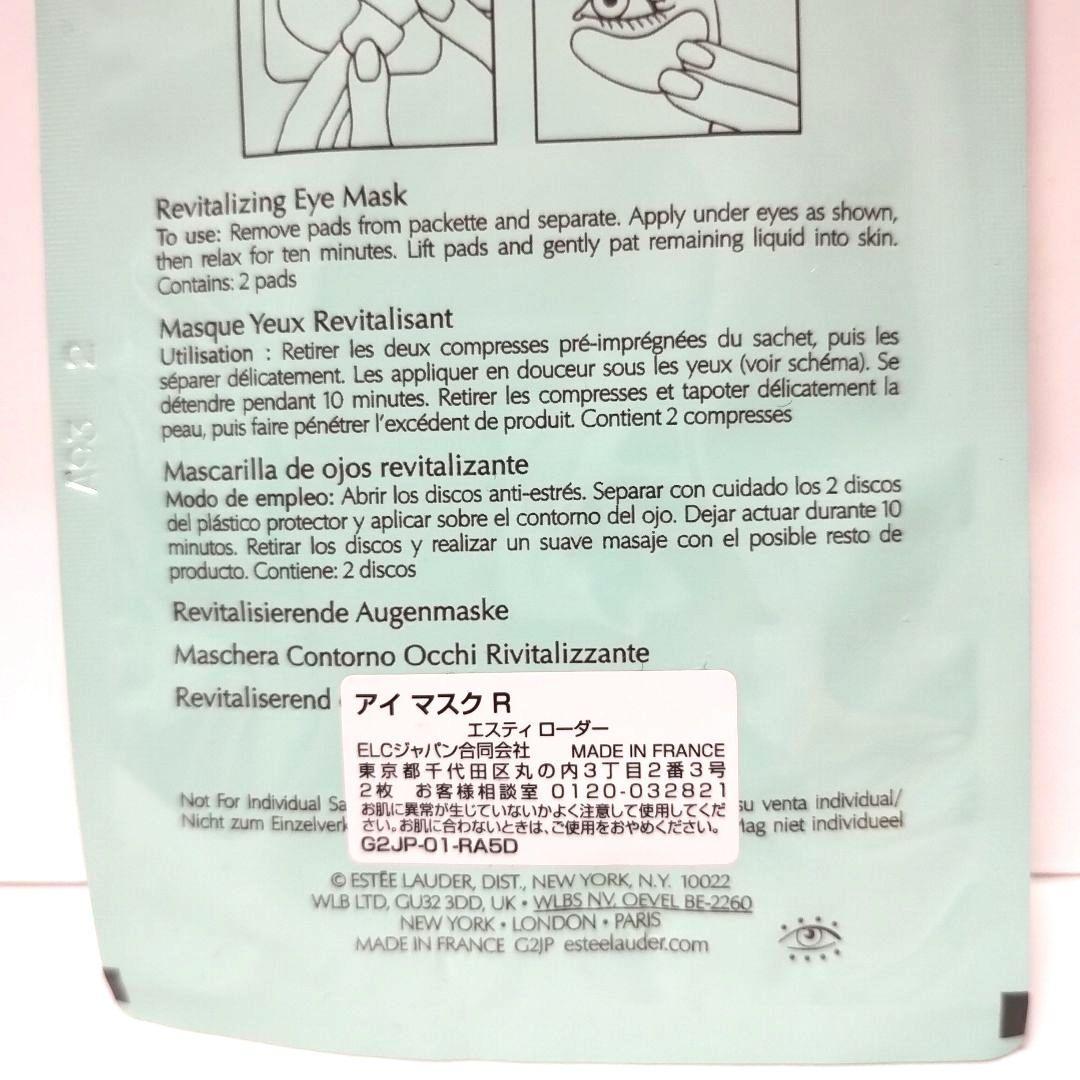 Revitalizing Eye Mask
To use: Remove pads from packette and separate. Apply under eyes as shown,
then relax for ten minutes. Lift pads and gently pat remaining liquid into skin.
Contains: 2 pads
Masque Yeux Revitalisant
Utilisation : Retirer les deux compresses pré-imprégnées du sachet, puis les
séparer délicatement. Les appliquer en douceur sous les yeux (voir schéma). Se
détendre pendant 10 minutes. Retirer les compresses et tapoter délicatement la
peau, puis faire pénétrer l'excédent de produit. Contient 2 compresses
Mascarilla de ojos revitalizante
Modo de empleo: Abrir los discos anti-estrés. Separar con cuidado los 2 discos
del plástico protector y aplicar sobre el contorno del ojo. Dejar actuar durante 10
minutos. Retirar los discos y realizar un suave masaje con el posible resto de
producto. Contiene: 2 discos
Revitalisierende Augenmaske
Maschera Contorno Occhi Rivitalizzante
Revitaliserend
アイ マスク R
エスティ ローダー
ELCジャパン合同会社 MADE IN FRANCE
東京都千代田区丸の内3丁目2番3号
2枚 お客様相談室 0120-032821
お肌に異常が生じていないかよく注意して使用してくだ
さい。お肌に合わないときは、ご使用をおやめください。
G2JP-01-RA5D
Not For Individual su venta individual/
Nicht zum niet individueel
© ESTĒE LAUDER, DIST., NEW YORK, N.Y. 10022
WLB LTD, GU32 3DD, UK • WLBS NV, OEVEL BE-2260
NEW YORK • LONDON • PARIS
MADE IN FRANCE G2JP esteelauder.com